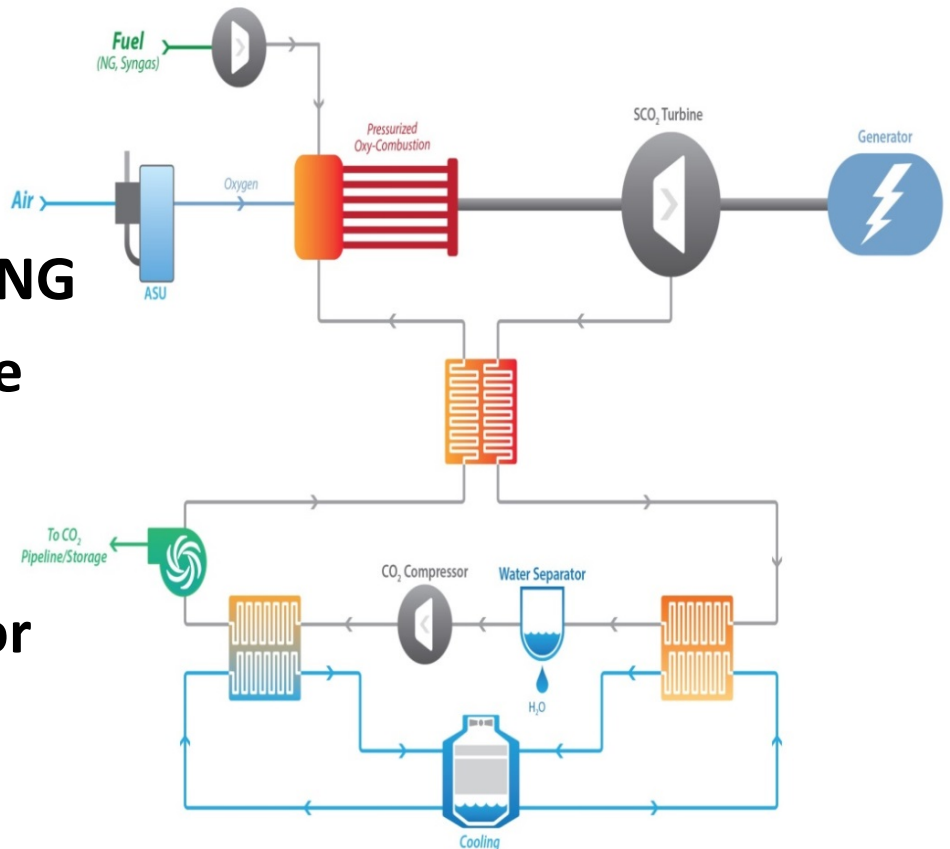 Fuel
(NG, Syngas)
Pressurized
Oxy-Combustion
SCO₂ Turbine
Generator
Air
Oxygen
ASU
NG
e
To CO₂
Pipeline/Storage
CO₂ Compressor
Water Separator
or
H₂O
Cooling